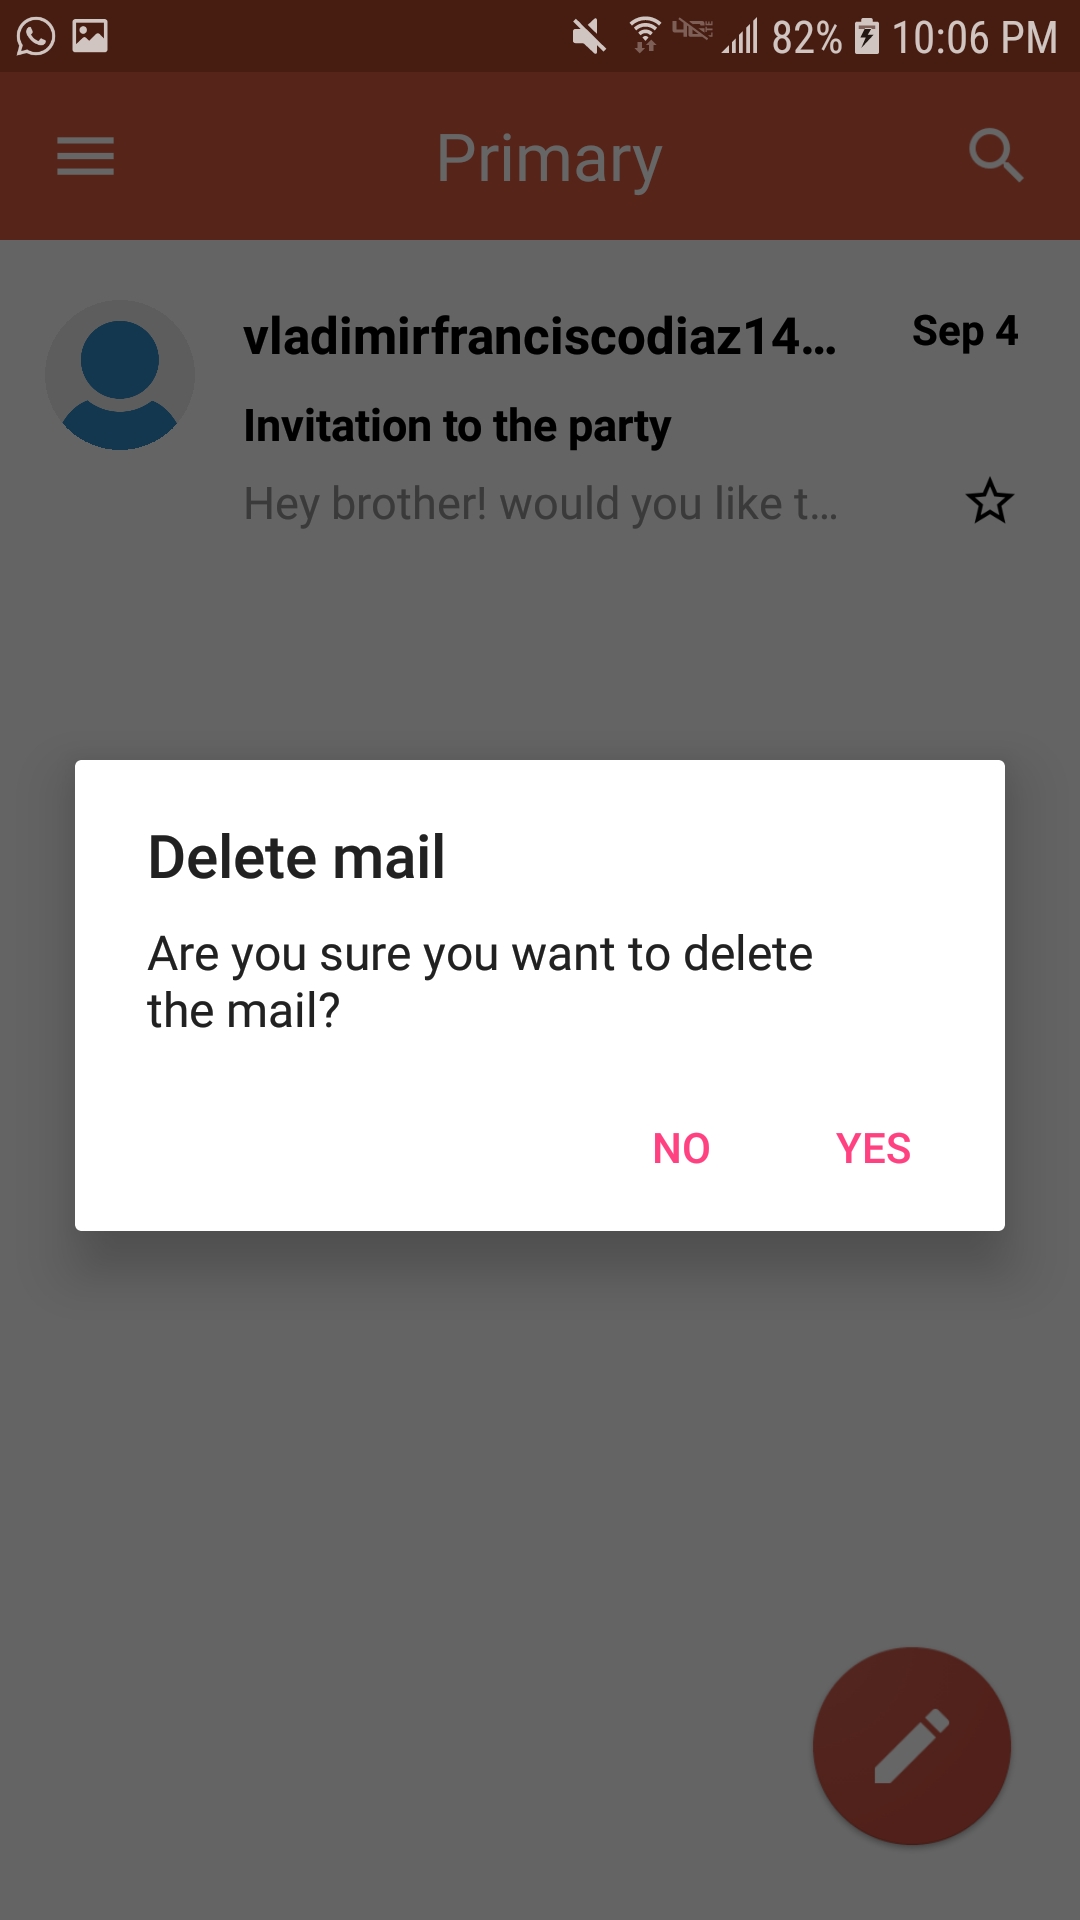 82% 10:06 PM
Primary
vladimirfranciscodiaz14... Sep 4
Invitation to the party
Hey brother! would you like t...
Delete mail
Are you sure you want to delete
the mail?
NO YES